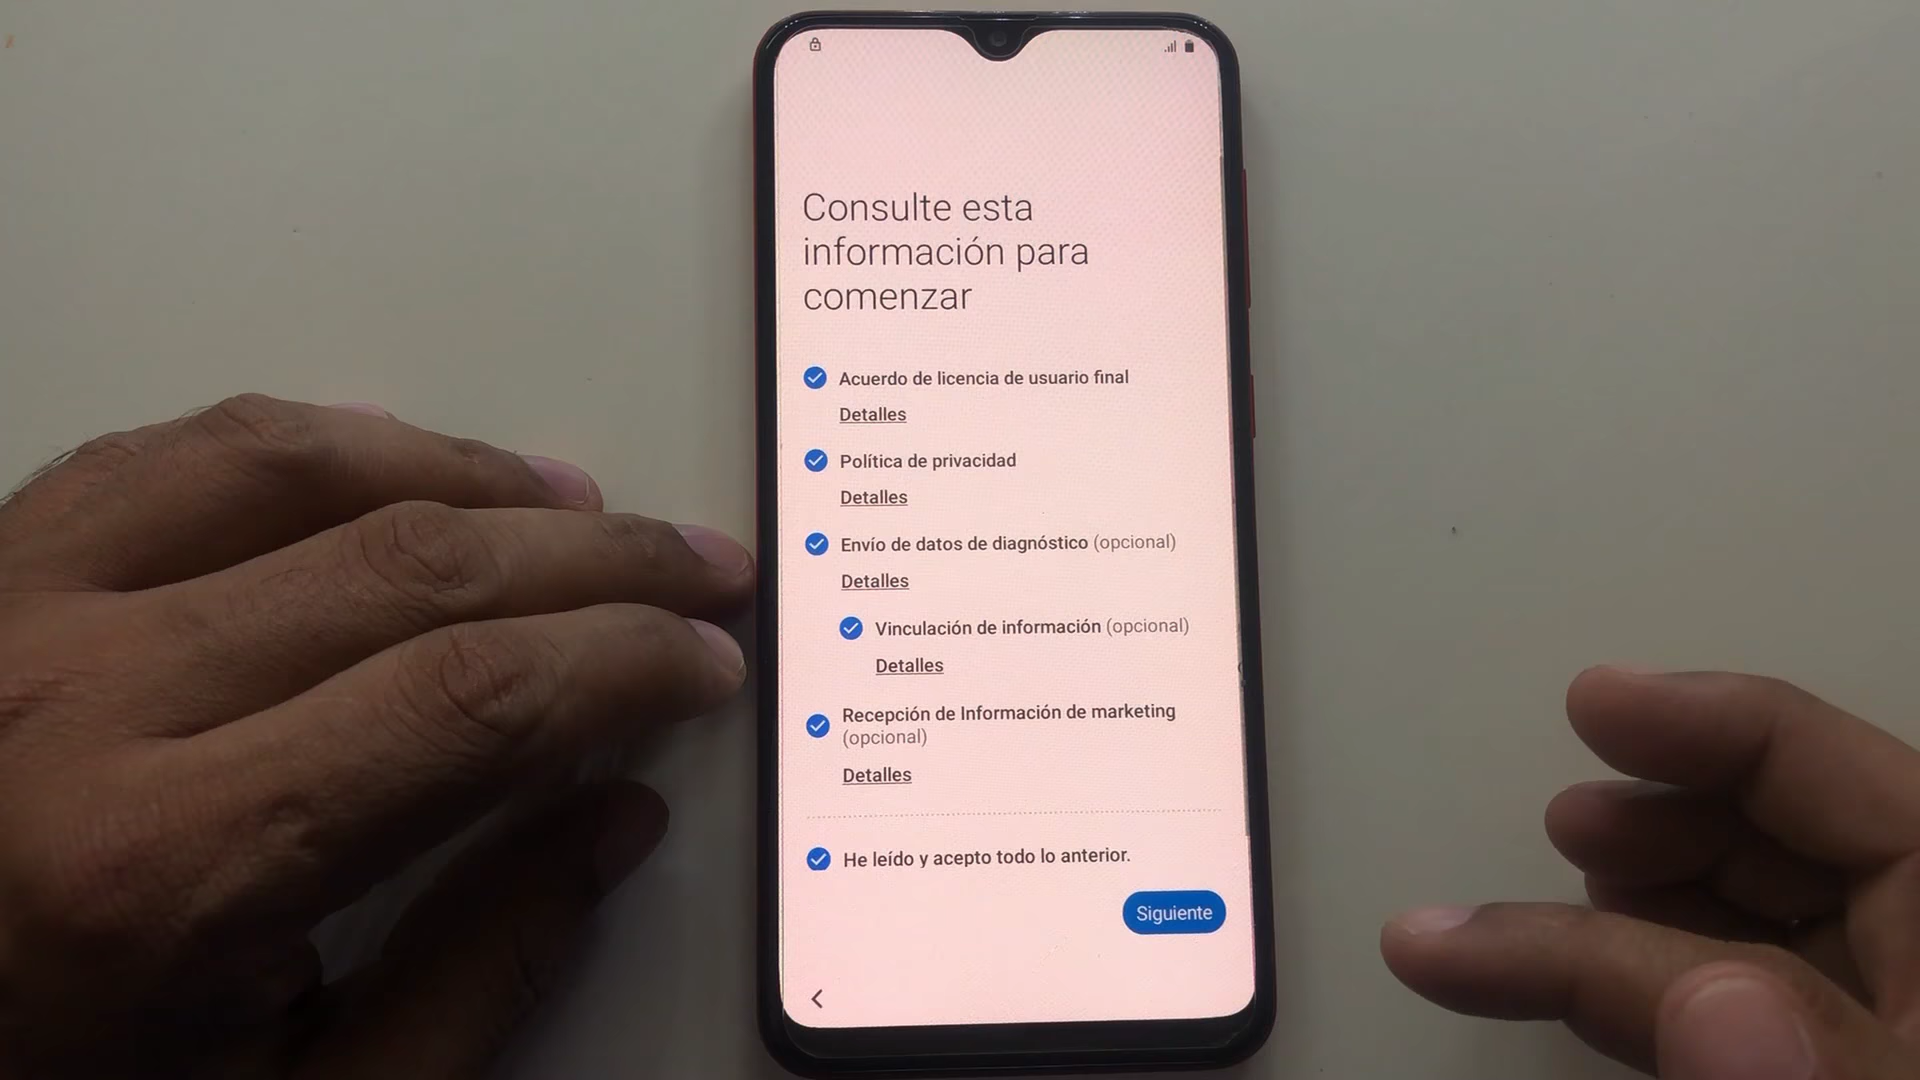 Consulte esta
información para
comenzar
Acuerdo de licencia de usuario final
Detalles
Política de privacidad
Detalles
Envío de datos de diagnóstico (opcional)
Detalles
Vinculación de información (opcional)
Detalles
Recepción de Información de marketing
(opcional)
Detalles
He leído y acepto todo lo anterior.
Siguiente